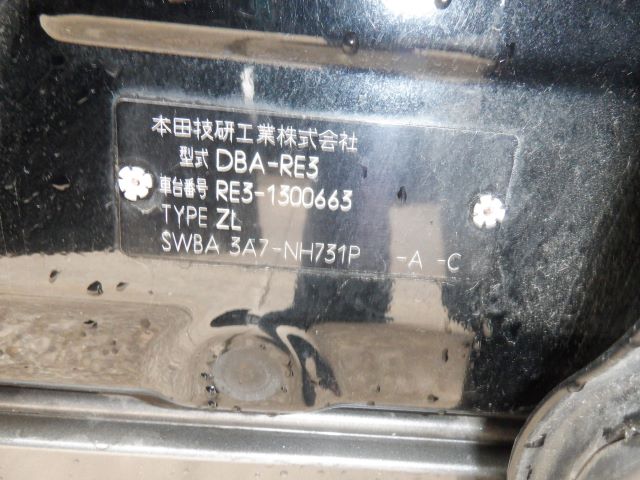 本田技研工業株式会社
型式 DBA-RE3
車台番号 RE3-1300663
TYPE ZL
SWBA 3A7-NH731P -A -C